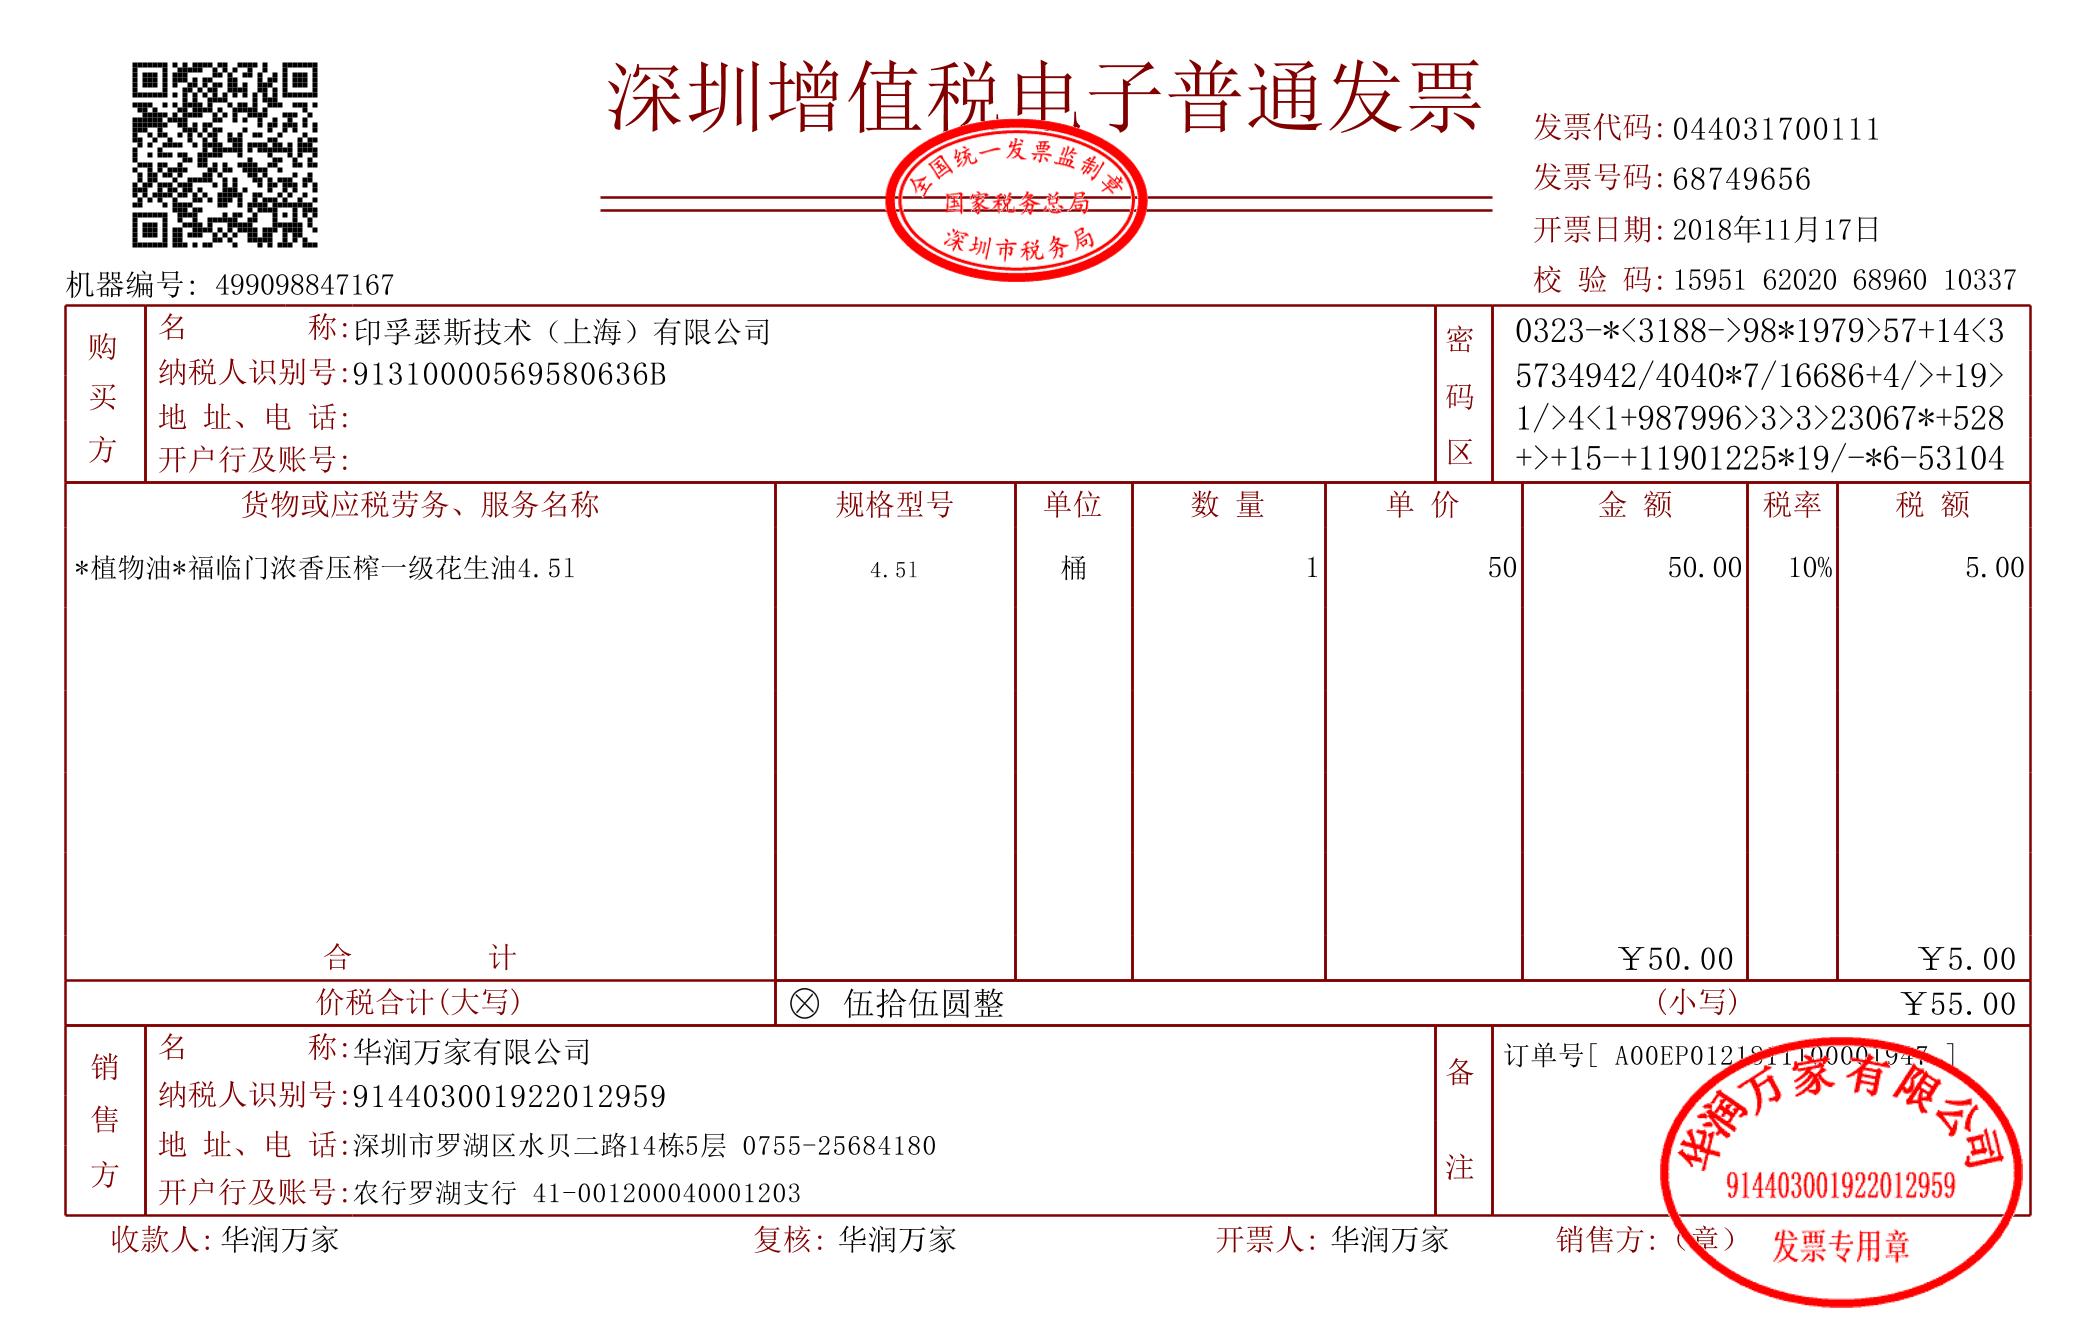 深圳增值税电子普通发票
全国统一发票监制章
国家税务总局
深圳市税务局
发票代码:044031700111
发票号码:68749656
开票日期:2018年11月17日
校 验 码:15951 62020 68960 10337
机器编号: 499098847167
购买方
名 称:印孚瑟斯技术（上海）有限公司
纳税人识别号:91310000569580636B
地 址、电 话:
开户行及账号:
密码区
0323-*<3188->98*1979>57+14<3
5734942/4040*7/16686+4/>+19>
1/>4<1+987996>3>3>23067*+528
+>+15-+11901225*19/-*6-53104
货物或应税劳务、服务名称 规格型号 单位 数 量 单 价 金 额 税率 税 额
*植物油*福临门浓香压榨一级花生油4.5l 4.5l 桶 1 50 50.00 10% 5.00
合 计 ￥50.00 ￥5.00
价税合计(大写) ⊗ 伍拾伍圆整 (小写) ￥55.00
销售方
名 称:华润万家有限公司
纳税人识别号:914403001922012959
地 址、电 话:深圳市罗湖区水贝二路14栋5层 0755-25684180
开户行及账号:农行罗湖支行 41-001200040001203
备注
订单号[ A00EP01218111900001947 ]
华润万家有限公司
914403001922012959
发票专用章
收款人: 华润万家 复核: 华润万家 开票人: 华润万家 销售方:（章）